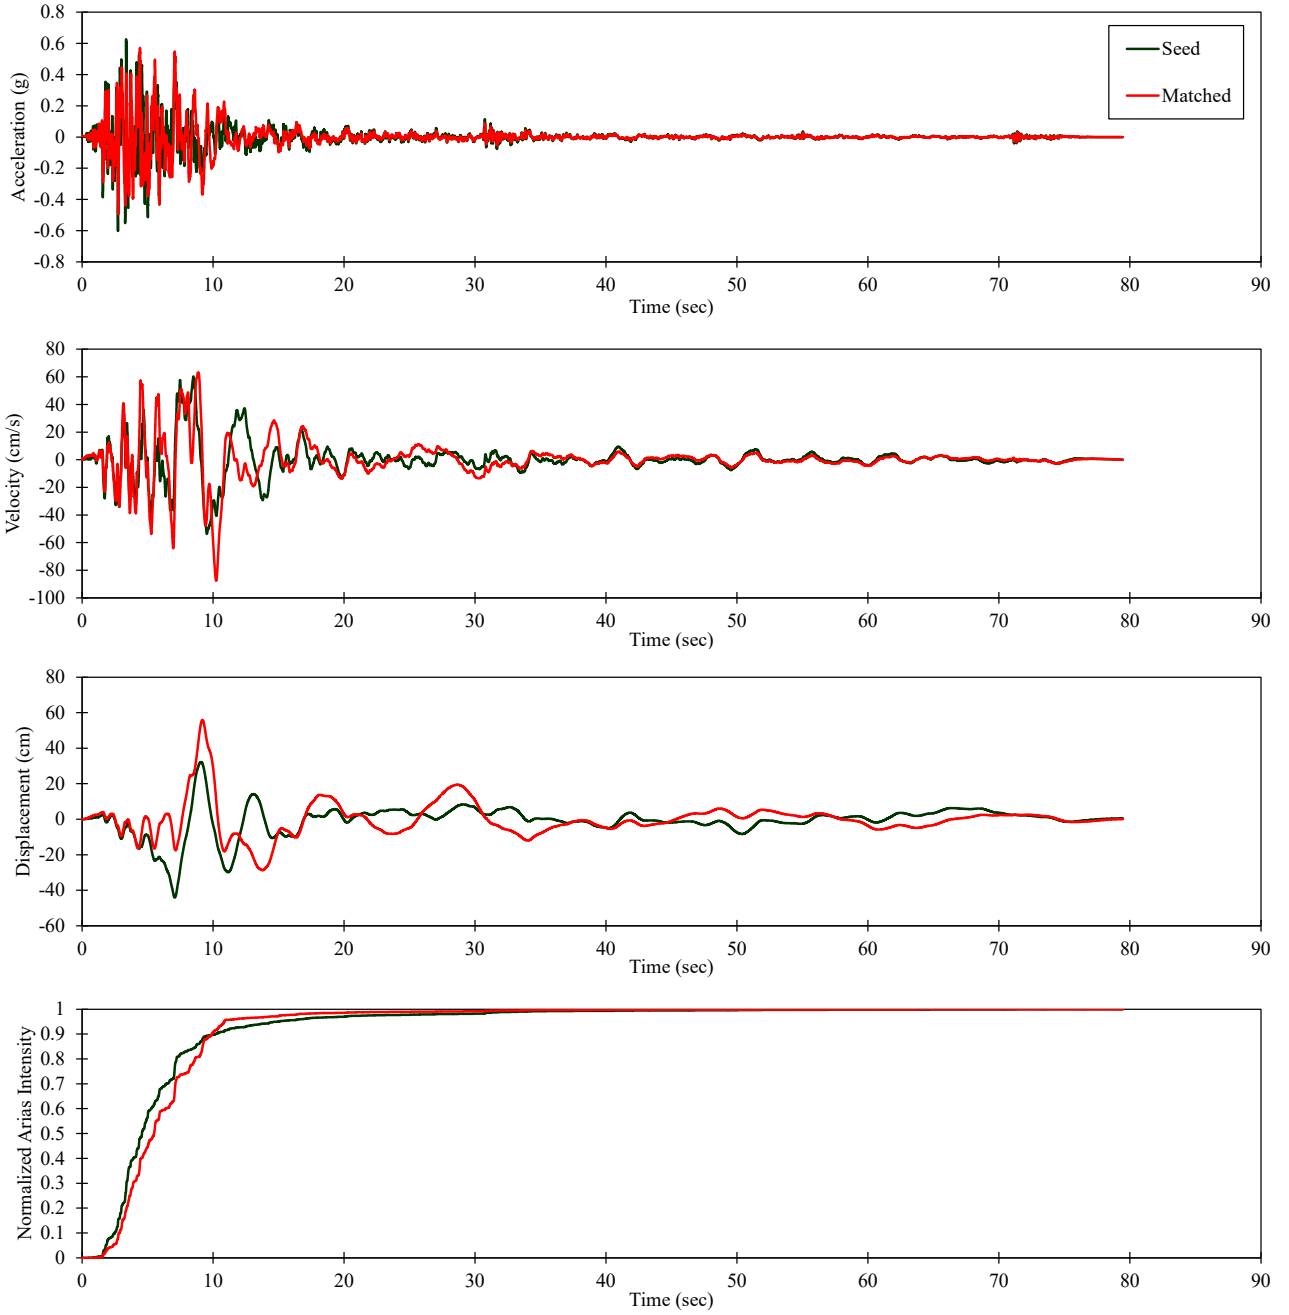 0.8
0.6
0.4
0.2
0
-0.2
-0.4
-0.6
-0.8
Acceleration (g)
Seed
Matched
0 10 20 30 40 50 60 70 80 90
Time (sec)
80
60
40
20
0
-20
-40
-60
-80
-100
Velocity (cm/s)
0 10 20 30 40 50 60 70 80 90
Time (sec)
80
60
40
20
0
-20
-40
-60
Displacement (cm)
0 10 20 30 40 50 60 70 80 90
Time (sec)
1
0.9
0.8
0.7
0.6
0.5
0.4
0.3
0.2
0.1
0
Normalized Arias Intensity
0 10 20 30 40 50 60 70 80 90
Time (sec)